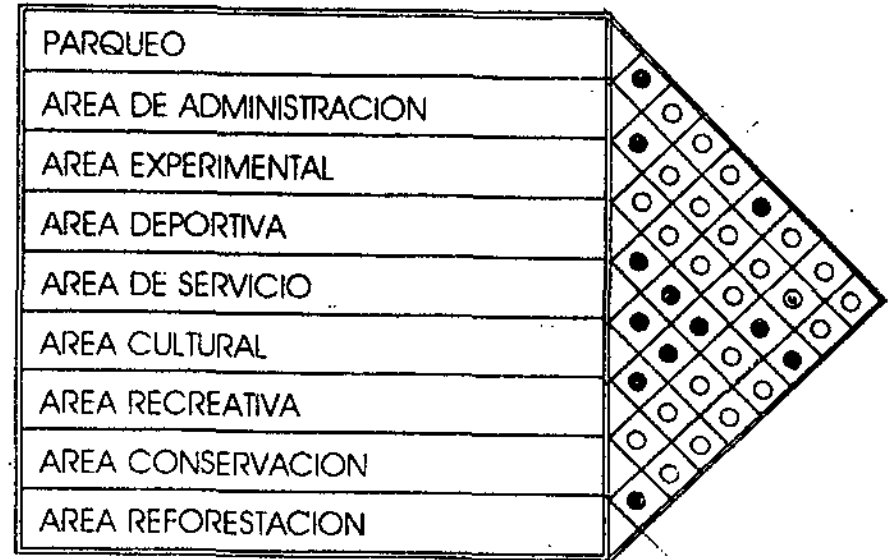 PARQUEO
AREA DE ADMINISTRACION
AREA EXPERIMENTAL
AREA DEPORTIVA
AREA DE SERVICIO
AREA CULTURAL
AREA RECREATIVA
AREA CONSERVACION
AREA REFORESTACION